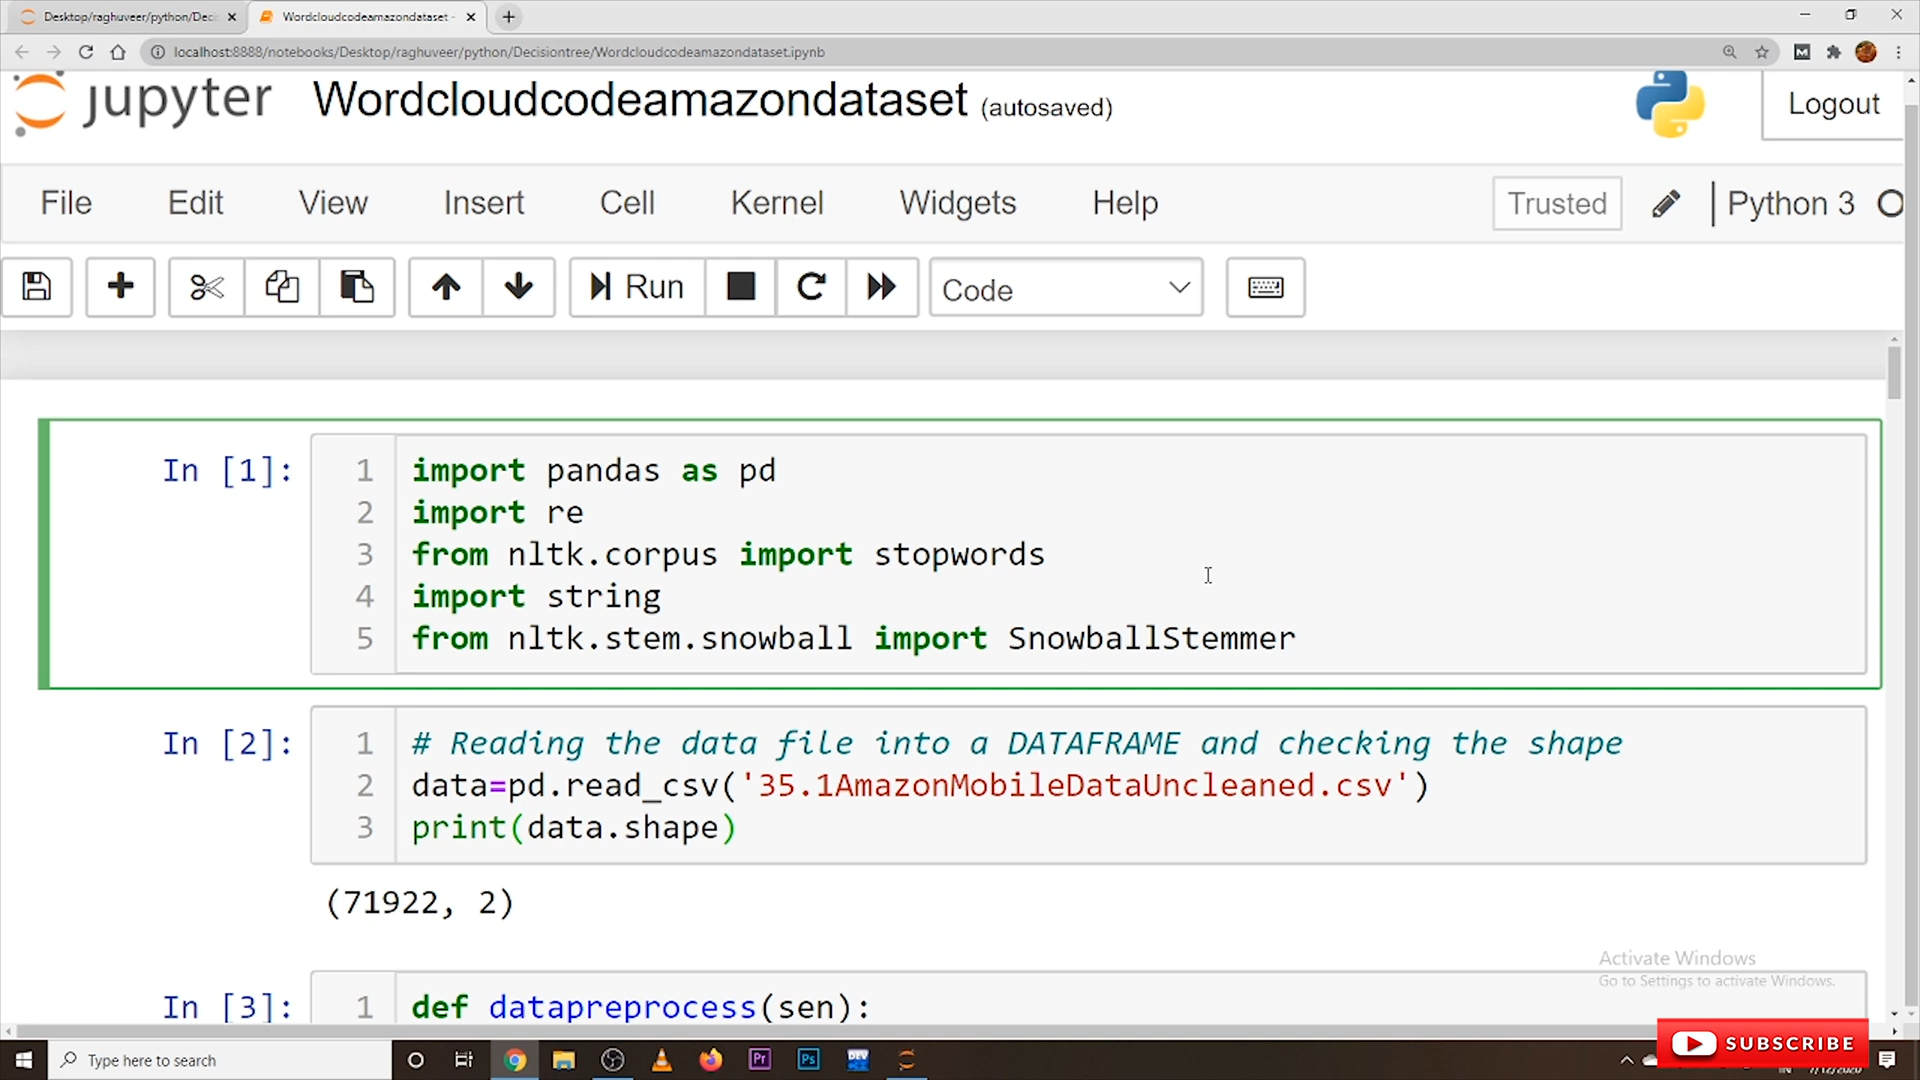 Desktop/raghuveer/python/Deci
Wordcloudcodeamazondataset -
localhost:8888/notebooks/Desktop/raghuveer/python/Decisiontree/Wordcloudcodeamazondataset.ipynb
jupyter Wordcloudcodeamazondataset (autosaved)
Logout
File Edit View Insert Cell Kernel Widgets Help
Trusted
Python 3
Run
Code
In [1]:
1 import pandas as pd
2 import re
3 from nltk.corpus import stopwords
4 import string
5 from nltk.stem.snowball import SnowballStemmer
In [2]:
1 # Reading the data file into a DATAFRAME and checking the shape
2 data=pd.read_csv('35.1AmazonMobileDataUncleaned.csv')
3 print(data.shape)
(71922, 2)
In [3]:
1 def datapreprocess(sen):
Activate Windows
Go to Settings to activate Windows.
Type here to search
Pr
Ps
DEV
SUBSCRIBE